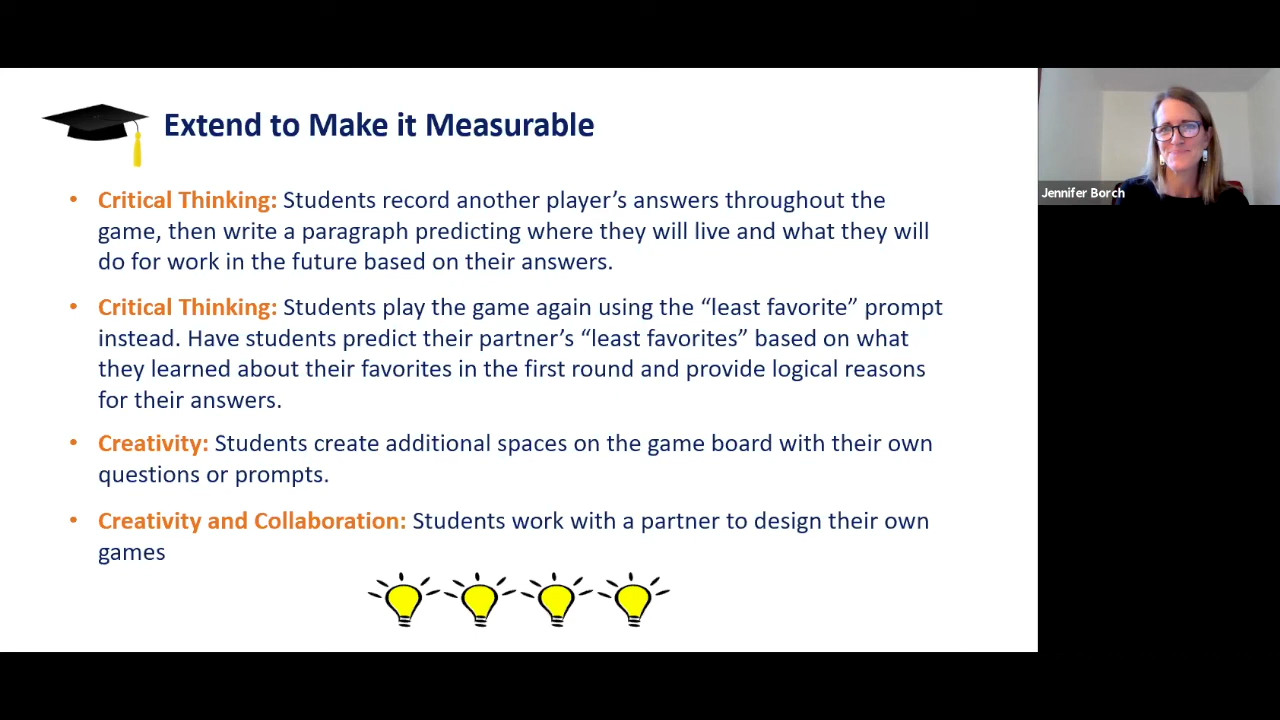 Extend to Make it Measurable
• Critical Thinking: Students record another player’s answers throughout the
game, then write a paragraph predicting where they will live and what they will
do for work in the future based on their answers.
• Critical Thinking: Students play the game again using the “least favorite” prompt
instead. Have students predict their partner’s “least favorites” based on what
they learned about their favorites in the first round and provide logical reasons
for their answers.
• Creativity: Students create additional spaces on the game board with their own
questions or prompts.
• Creativity and Collaboration: Students work with a partner to design their own
games
Jennifer Borch